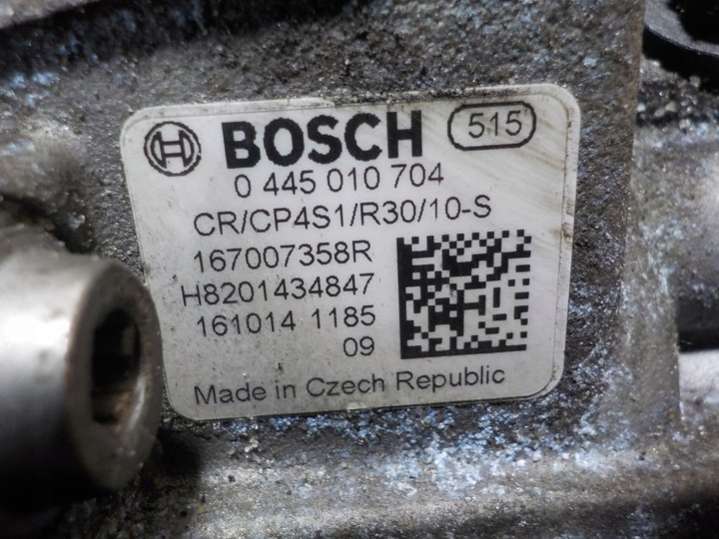 BOSCH 515
0 445 010 704
CR/CP4S1/R30/10-S
167007358R
H8201434847
161014 1185
09
Made in Czech Republic